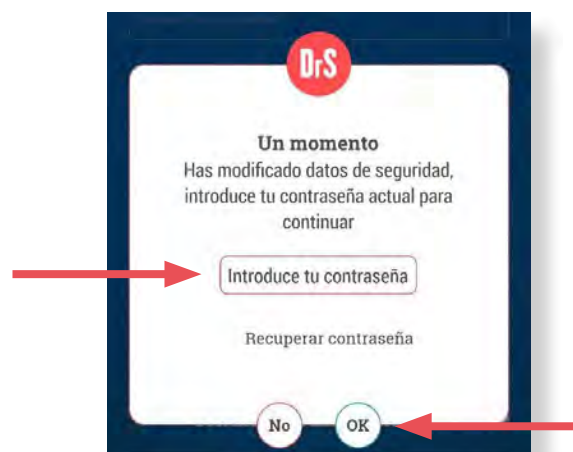 DrS
Un momento
Has modificado datos de seguridad,
introduce tu contraseña actual para
continuar
Introduce tu contraseña
Recuperar contraseña
No OK